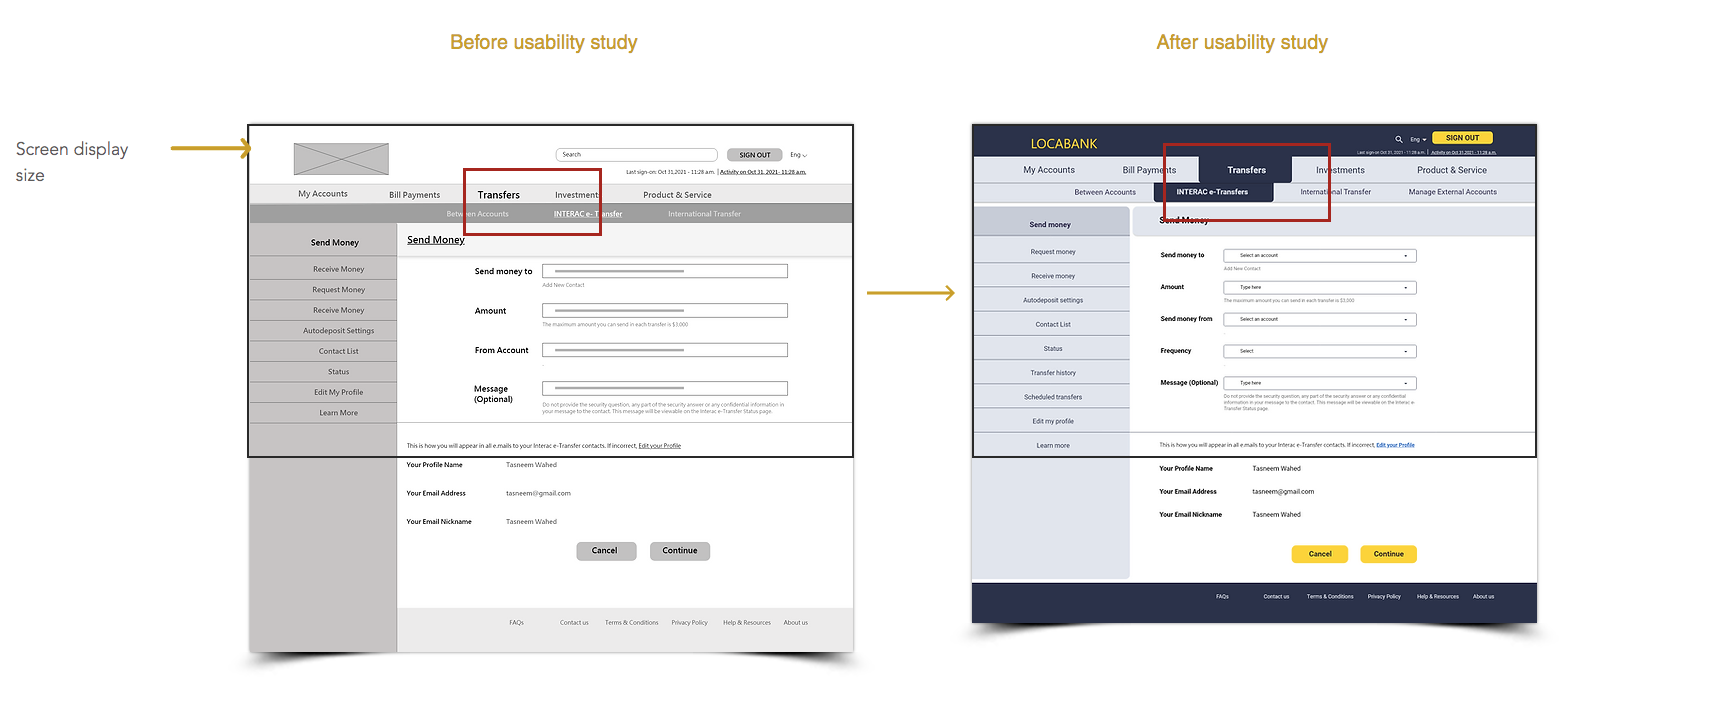 Before usability study
After usability study
Screen display
size
Search
SIGN OUT
Eng
Last sign-on: Oct 31,2021 - 11:28 a.m. | Activity on Oct 31, 2021- 11:28 a.m.
My Accounts
Bill Payments
Transfers
Investments
Product & Service
Between Accounts
INTERAC e- Transfer
International Transfer
Send Money
Receive Money
Request Money
Receive Money
Autodeposit Settings
Contact List
Status
Edit My Profile
Learn More
Send Money
Send money to
Add New Contact
Amount
The maximum amount you can send in each transfer is $3,000
From Account
Message
(Optional)
Do not provide the security question, any part of the security answer or any confidential information in
your message to the contact. This message will be viewable on the Interac e-Transfer Status page.
This is how you will appear in all e.mails to your Interac e-Transfer contacts. If incorrect, Edit your Profile
Your Profile Name
Tasneem Wahed
Your Email Address
tasneem@gmail.com
Your Email Nickname
Tasneem Wahed
Cancel
Continue
FAQs
Contact us
Terms & Conditions
Privacy Policy
Help & Resources
About us
LOCABANK
Eng
SIGN OUT
Last sign-on Oct 31, 2021 - 11:28 a.m. | Activity on Oct 31,2021 - 11:28 a.m.
My Accounts
Bill Payments
Transfers
Investments
Product & Service
Between Accounts
INTERAC e-Transfers
International Transfer
Manage External Accounts
Send money
Request money
Receive money
Autodeposit settings
Contact List
Status
Transfer history
Scheduled transfers
Edit my profile
Learn more
Send Money
Send money to
Select an account
Add New Contact
Amount
Type here
The maximum amount you can send in each transfer is $3,000
Send money from
Select an account
Frequency
Select
Message (Optional)
Type here
Do not provide the security question, any part of the security answer or any confidential
information in your message to the contact. This message will be viewable on the Interac e-
Transfer Status page.
This is how you will appear in all e.mails to your Interac e-Transfer contacts. If incorrect, Edit your Profile
Your Profile Name
Tasneem Wahed
Your Email Address
tasneem@gmail.com
Your Email Nickname
Tasneem Wahed
Cancel
Continue
FAQs
Contact us
Terms & Conditions
Privacy Policy
Help & Resources
About us